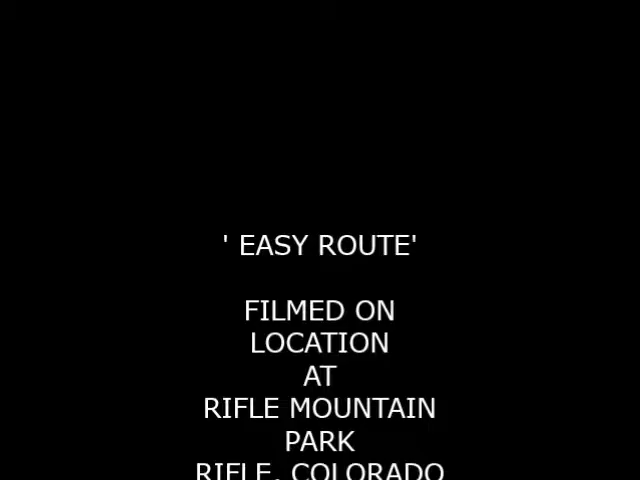 ' EASY ROUTE'
FILMED ON
LOCATION
AT
RIFLE MOUNTAIN
PARK
RIFLE, COLORADO